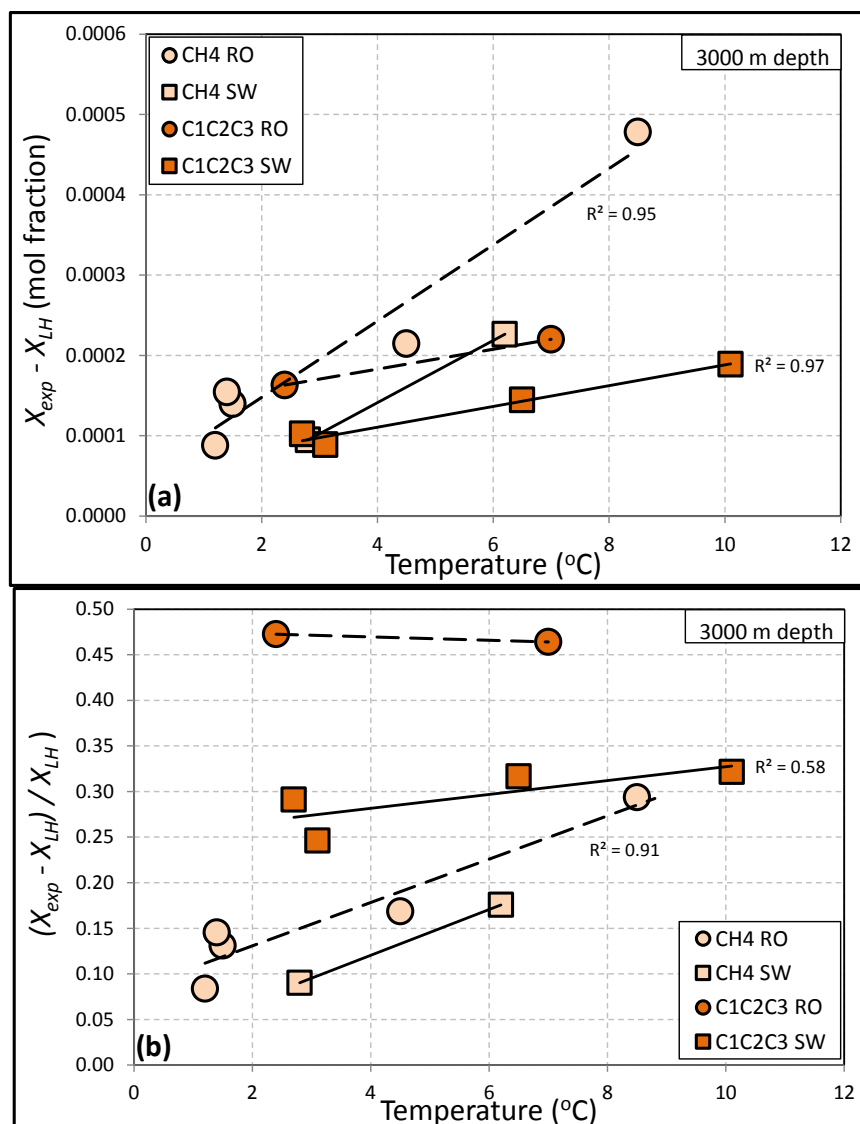 0.0006
0.0005
0.0004
0.0003
0.0002
0.0001
0.0000
X_exp - X_LH (mol fraction)
CH4 RO
CH4 SW
C1C2C3 RO
C1C2C3 SW
3000 m depth
R² = 0.95
R² = 0.97
(a)
0 2 4 6 8 10 12
Temperature (°C)
0.50
0.45
0.40
0.35
0.30
0.25
0.20
0.15
0.10
0.05
0.00
(X_exp - X_LH) / X_LH
3000 m depth
R² = 0.58
R² = 0.91
CH4 RO
CH4 SW
C1C2C3 RO
C1C2C3 SW
(b)
0 2 4 6 8 10 12
Temperature (°C)